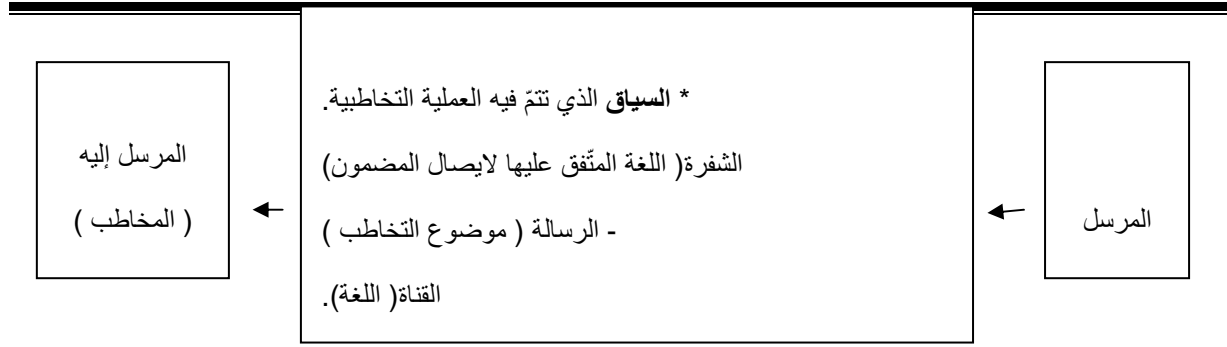 المرسل
* السياق الذي تتمّ فيه العملية التخاطبية.
الشفرة( اللغة المتّفق عليها لايصال المضمون)
- الرسالة ( موضوع التخاطب )
القناة( اللغة).
المرسل إليه
( المخاطب )